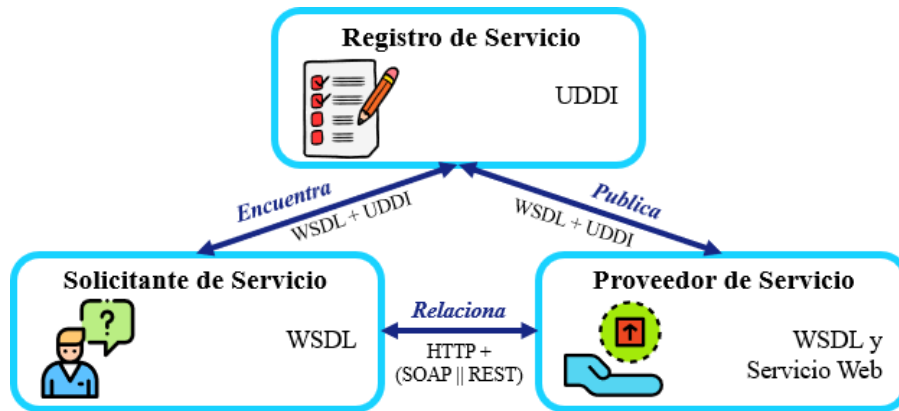 Registro de Servicio
UDDI
Encuentra
WSDL + UDDI
Publica
WSDL + UDDI
Solicitante de Servicio
WSDL
Relaciona
HTTP +
(SOAP || REST)
Proveedor de Servicio
WSDL y
Servicio Web
?